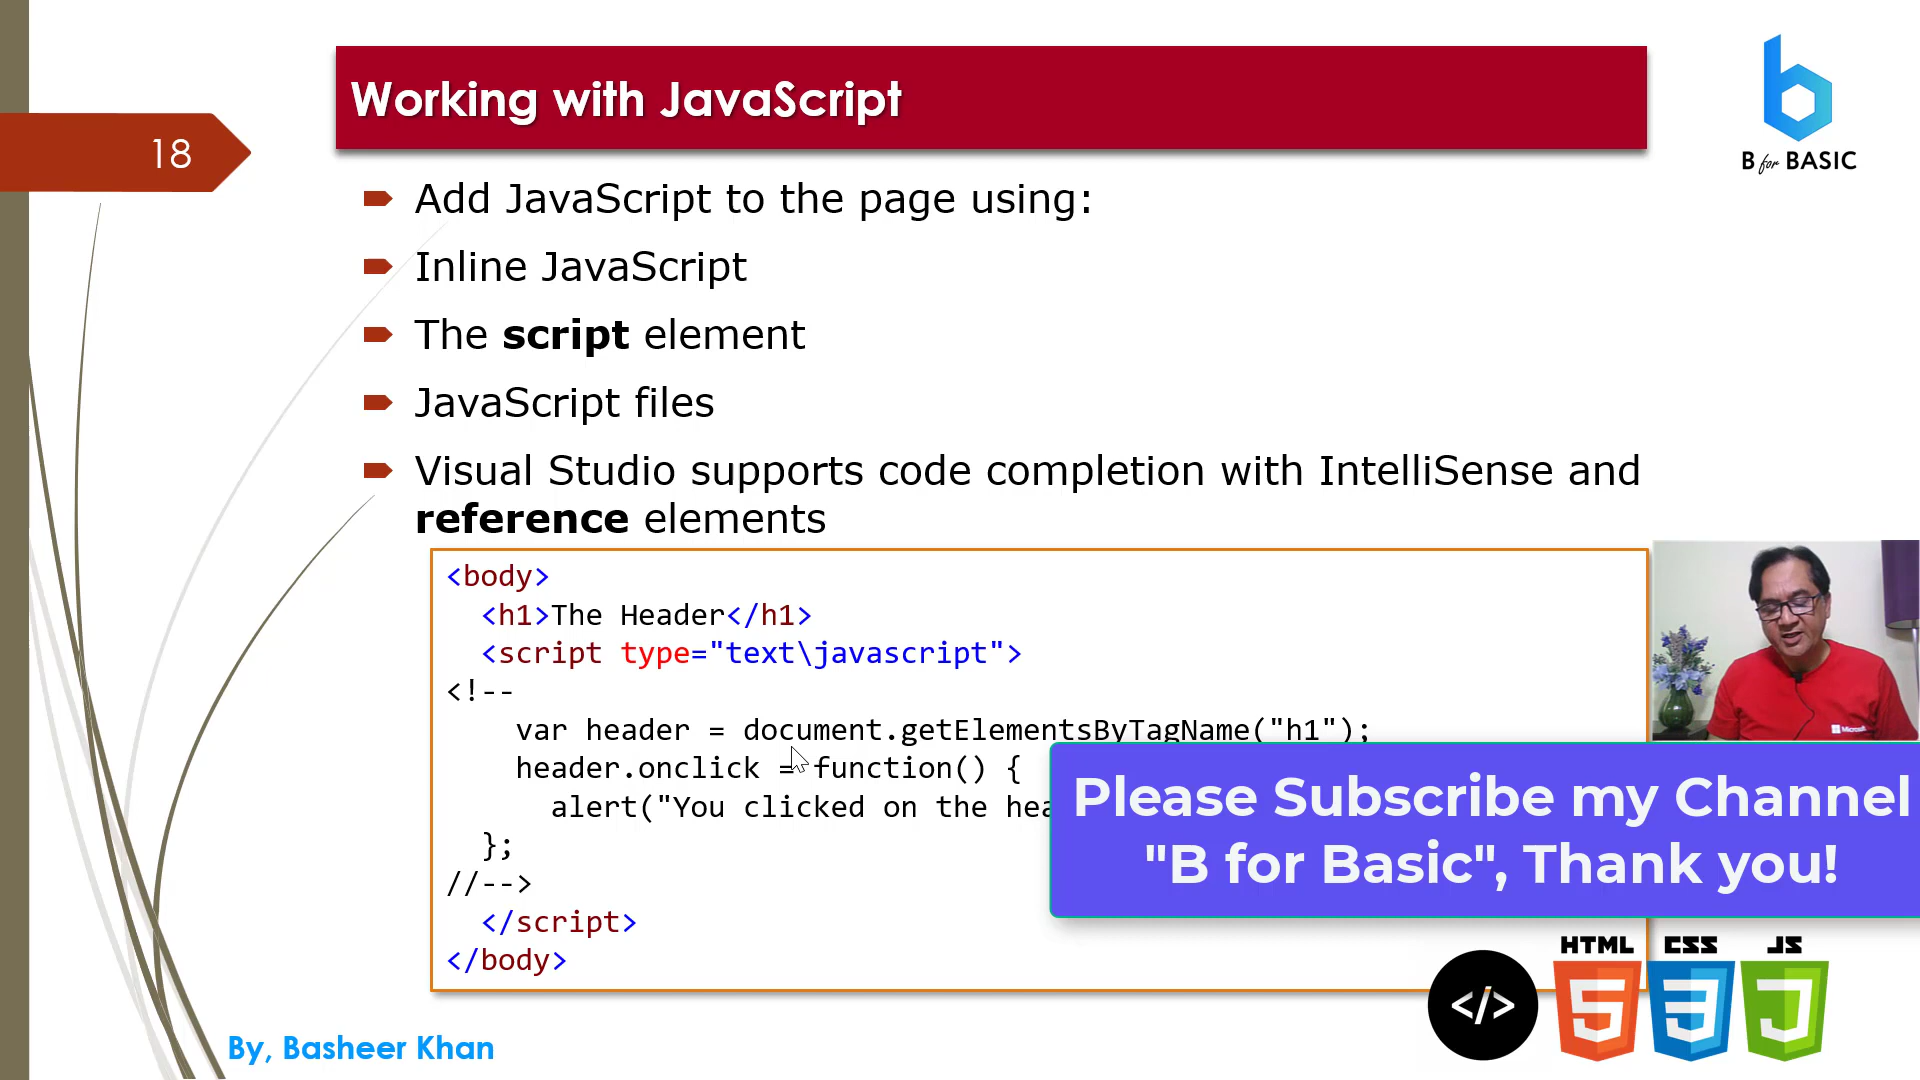 Working with JavaScript
18
B for BASIC
Add JavaScript to the page using:
Inline JavaScript
The script element
JavaScript files
Visual Studio supports code completion with IntelliSense and
reference elements
<body>
<h1>The Header</h1>
<script type="text\javascript">
<!--
var header = document.getElementsByTagName("h1");
header.onclick = function() {
alert("You clicked on the hea
};
//-->
</script>
</body>
Microsoft
Please Subscribe my Channel
"B for Basic", Thank you!
</>
HTML CSS JS
By, Basheer Khan